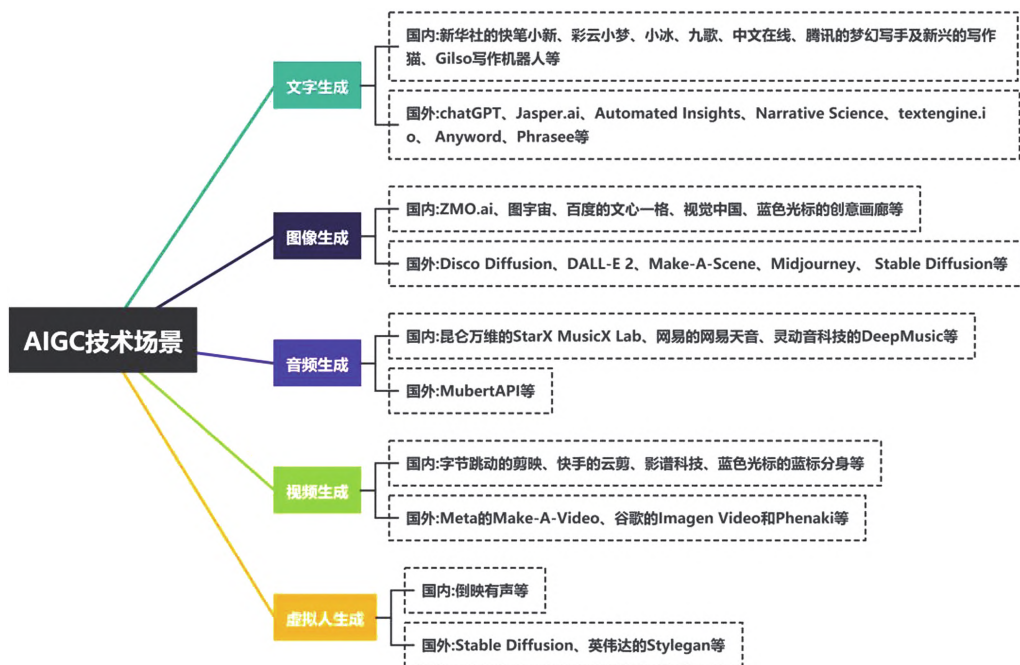 AIGC技术场景
文字生成
国内:新华社的快笔小新、彩云小梦、小冰、九歌、中文在线、腾讯的梦幻写手及新兴的写作
猫、Gilso写作机器人等
国外:chatGPT、Jasper.ai、Automated Insights、Narrative Science、textengine.i
o、 Anyword、Phrasee等
图像生成
国内:ZMO.ai、图宇宙、百度的文心一格、视觉中国、蓝色光标的创意画廊等
国外:Disco Diffusion、DALL-E 2、Make-A-Scene、Midjourney、 Stable Diffusion等
音频生成
国内:昆仑万维的StarX MusicX Lab、网易的网易天音、灵动音科技的DeepMusic等
国外:MubertAPI等
视频生成
国内:字节跳动的剪映、快手的云剪、影谱科技、蓝色光标的蓝标分身等
国外:Meta的Make-A-Video、谷歌的Imagen Video和Phenaki等
虚拟人生成
国内:倒映有声等
国外:Stable Diffusion、英伟达的Stylegan等